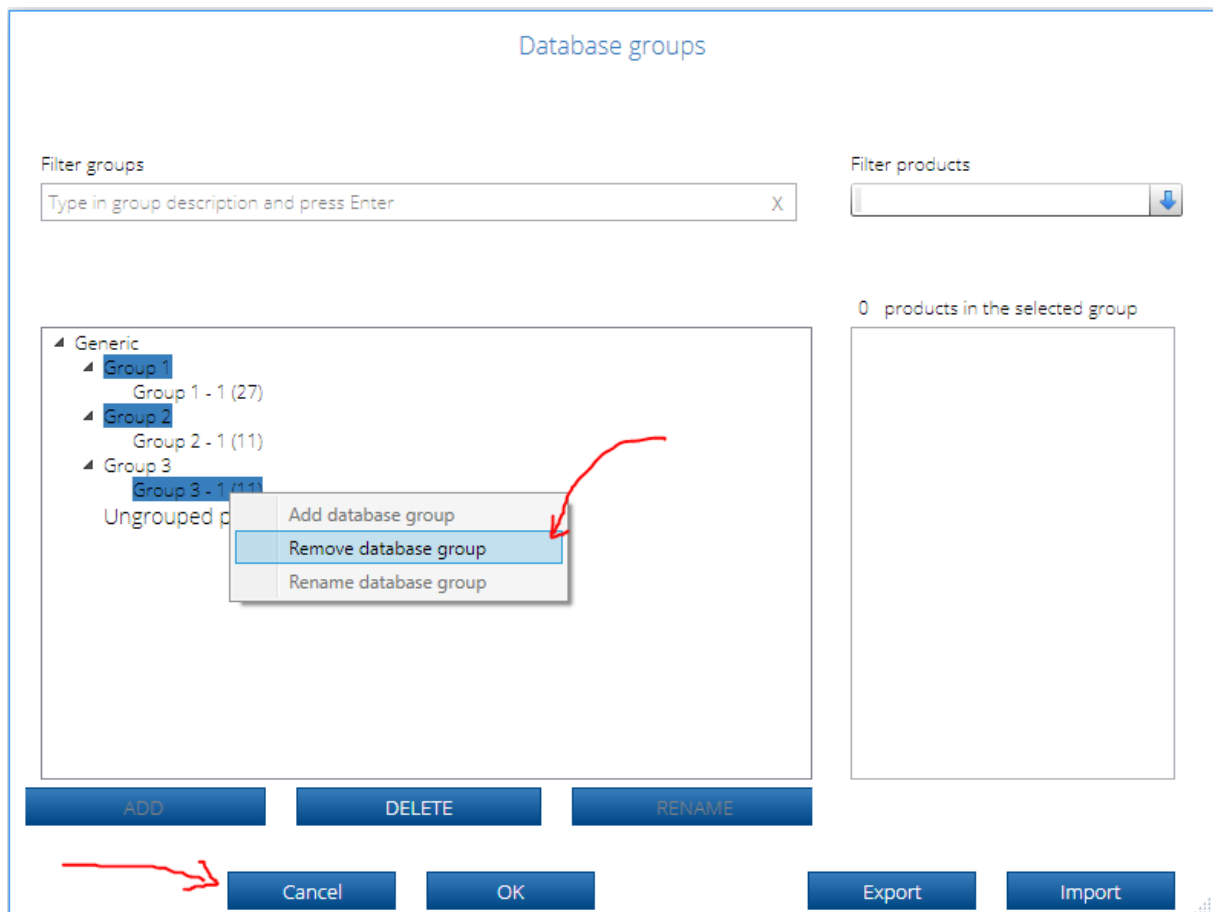 Database groups
Filter groups
Filter products
Type in group description and press Enter X
0 products in the selected group
Generic
Group 1
Group 1 - 1 (27)
Group 2
Group 2 - 1 (11)
Group 3
Group 3 - 1 (11)
Ungrouped
Add database group
Remove database group
Rename database group
ADD DELETE RENAME
Cancel OK Export Import